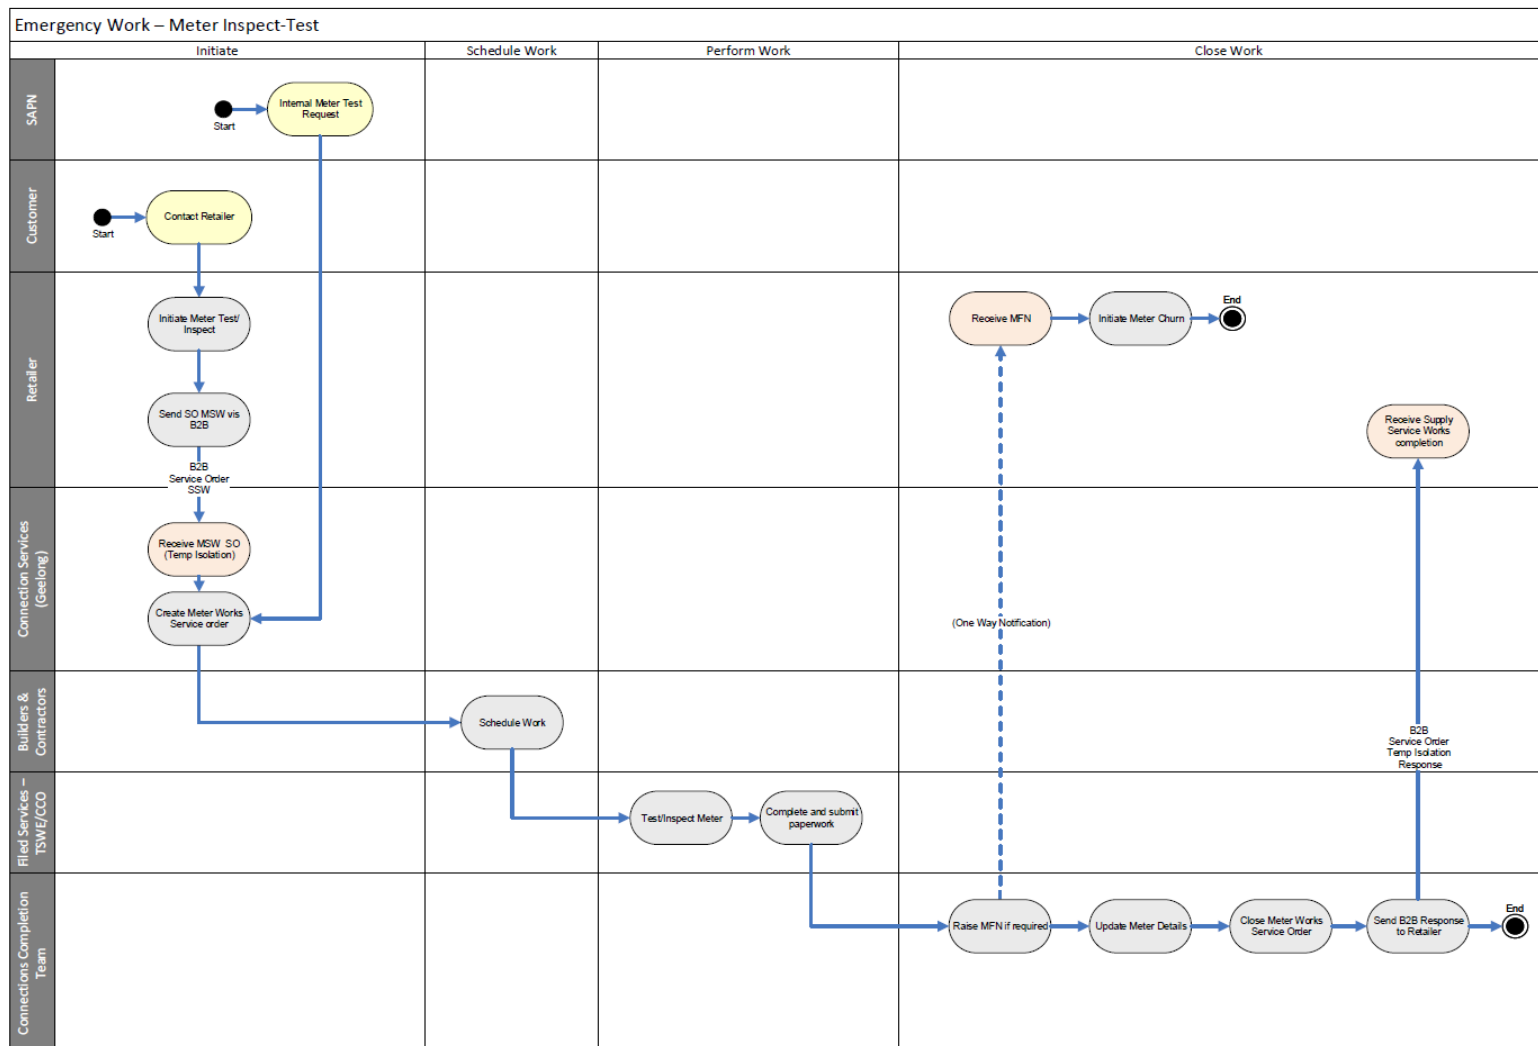 Emergency Work – Meter Inspect-Test
Initiate
Schedule Work
Perform Work
Close Work
SAPN
Start
Internal Meter Test
Request
Customer
Start
Contact Retailer
Retailer
Initiate Meter Test/
Inspect
Send SO MSW vis
B2B
B2B
Service Order
SSW
Receive MFN
Initiate Meter Churn
End
Receive Supply
Service Works
completion
Connection Services
(Geelong)
Receive MSW SO
(Temp Isolation)
Create Meter Works
Service order
(One Way Notification)
Builders &
Contractors
Schedule Work
B2B
Service Order
Temp Isolation
Response
Filed Services –
TSWE/CCO
Test/Inspect Meter
Complete and submit
paperwork
Connections Completion
Team
Raise MFN if required
Update Meter Details
Close Meter Works
Service Order
Send B2B Response
to Retailer
End